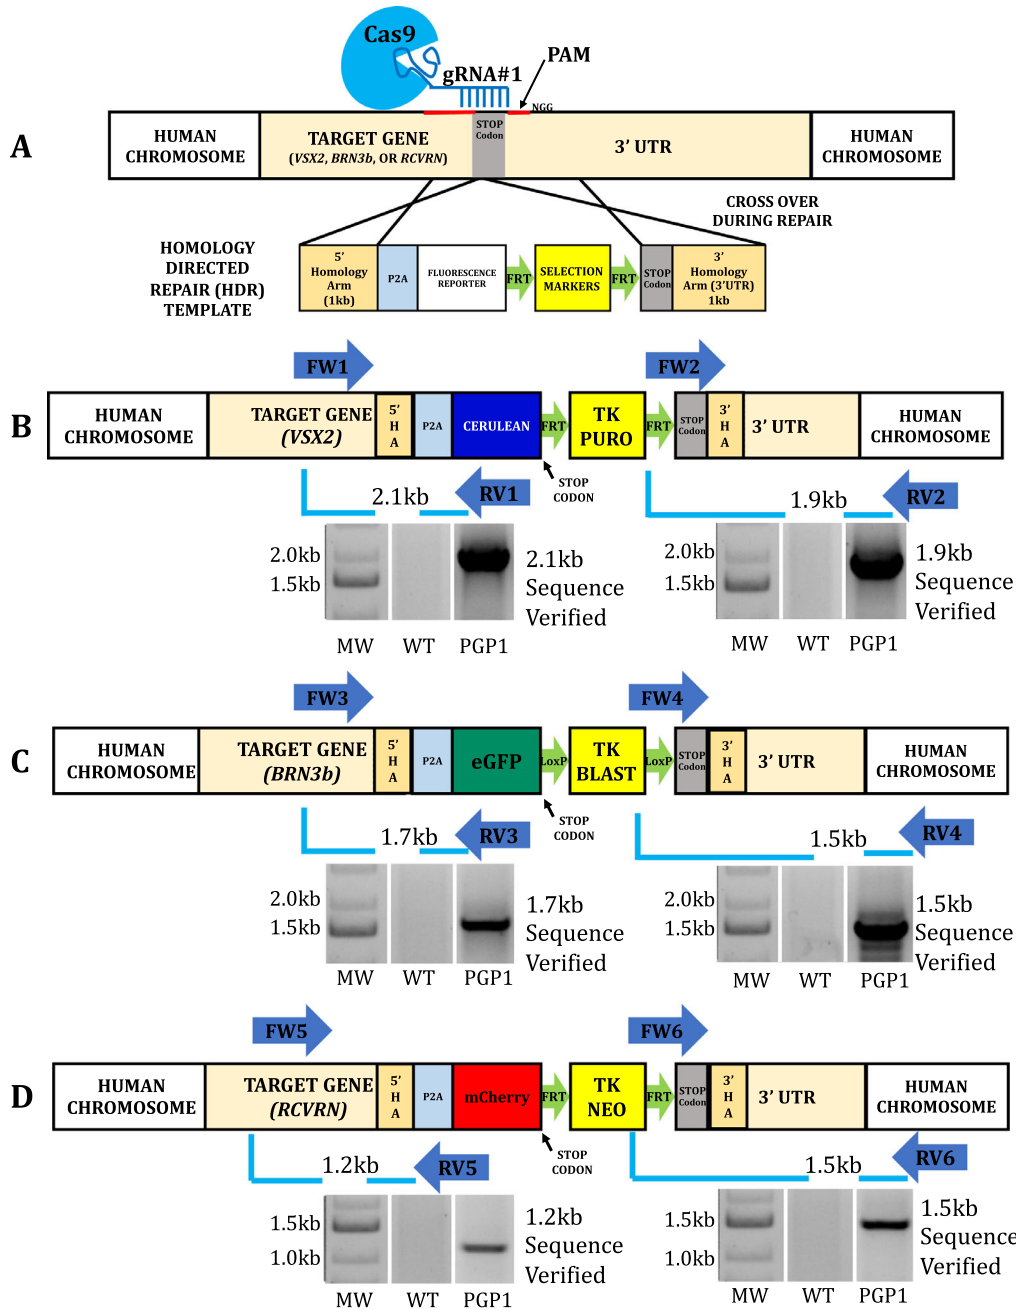 Cas9
gRNA#1
PAM
NGG
A
HUMAN
CHROMOSOME
TARGET GENE
(VSX2, BRN3b, OR RCVRN)
STOP
Codon
3’ UTR
HUMAN
CHROMOSOME
CROSS OVER
DURING REPAIR
HOMOLOGY
DIRECTED
REPAIR (HDR)
TEMPLATE
5’
Homology
Arm
(1kb)
P2A
FLUORESCENCE
REPORTER
FRT
SELECTION
MARKERS
FRT
STOP
Codon
3’
Homology
Arm (3’UTR)
1kb
FW1
FW2
B
HUMAN
CHROMOSOME
TARGET GENE
(VSX2)
5’
H
A
P2A
CERULEAN
FRT
TK
PURO
FRT
STOP
Codon
3’
H
A
3’ UTR
HUMAN
CHROMOSOME
STOP
CODON
2.1kb
RV1
1.9kb
RV2
2.0kb
1.5kb
2.1kb
Sequence
Verified
MW WT PGP1
2.0kb
1.5kb
1.9kb
Sequence
Verified
MW WT PGP1
FW3
FW4
C
HUMAN
CHROMOSOME
TARGET GENE
(BRN3b)
5’
H
A
P2A
eGFP
LoxP
TK
BLAST
LoxP
STOP
Codon
3’
H
A
3’ UTR
HUMAN
CHROMOSOME
STOP
CODON
1.7kb
RV3
1.5kb
RV4
2.0kb
1.5kb
1.7kb
Sequence
Verified
MW WT PGP1
2.0kb
1.5kb
1.5kb
Sequence
Verified
MW WT PGP1
FW5
FW6
D
HUMAN
CHROMOSOME
TARGET GENE
(RCVRN)
5’
H
A
P2A
mCherry
FRT
TK
NEO
FRT
STOP
Codon
3’
H
A
3’ UTR
HUMAN
CHROMOSOME
STOP
CODON
1.2kb
RV5
1.5kb
RV6
1.5kb
1.0kb
1.2kb
Sequence
Verified
MW WT PGP1
1.5kb
1.0kb
1.5kb
Sequence
Verified
MW WT PGP1